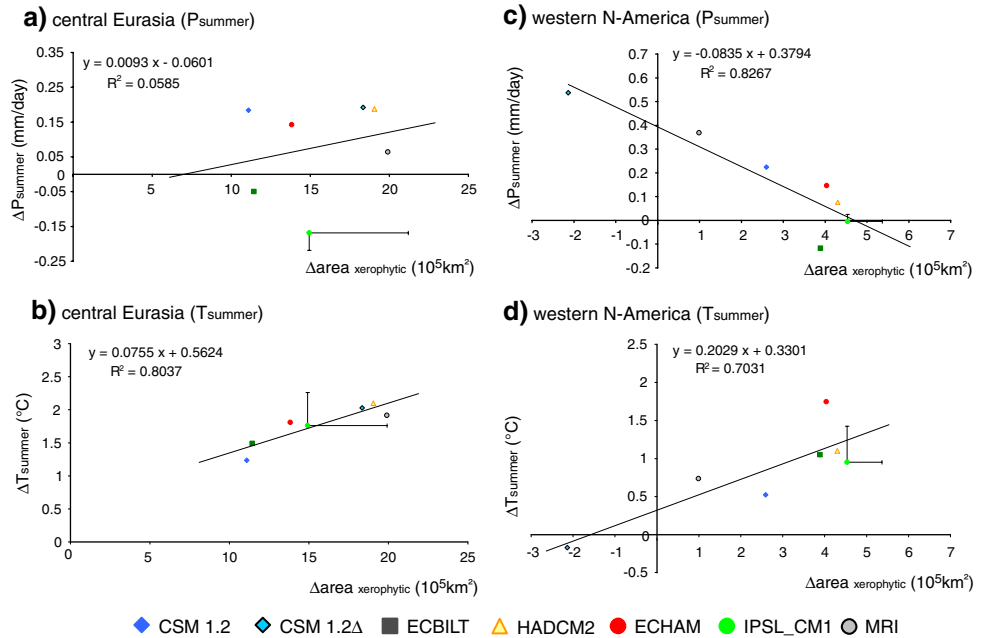 a) central Eurasia (Psummer)
y = 0.0093 x - 0.0601
R² = 0.0585
ΔPsummer (mm/day)
0.35
0.25
0.15
0.05
-0.05
-0.15
0.25
5
10
15
20
25
Δarea xerophytic (10⁵km²)
c) western N-America (Psummer)
y = -0.0835 x + 0.3794
R² = 0.8267
ΔPsummer (mm/day)
0.7
0.6
0.5
0.4
0.3
0.2
0.1
0
-0.1
-0.2
-3
-2
-1
1
2
3
4
5
6
7
Δarea xerophytic (10⁵km²)
b) central Eurasia (Tsummer)
y = 0.0755 x + 0.5624
R² = 0.8037
ΔTsummer (°C)
3
2.5
2
1.5
1
0.5
0
0
5
10
15
20
25
Δarea xerophytic (10⁵km²)
d) western N-America (Tsummer)
y = 0.2029 x + 0.3301
R² = 0.7031
ΔTsummer (°C)
2.5
2
1.5
1
0.5
0
-0.5
-3
-2
-1
1
2
3
4
5
6
7
Δarea xerophytic (10⁵km²)
CSM 1.2
CSM 1.2Δ
ECBILT
HADCM2
ECHAM
IPSL_CM1
MRI